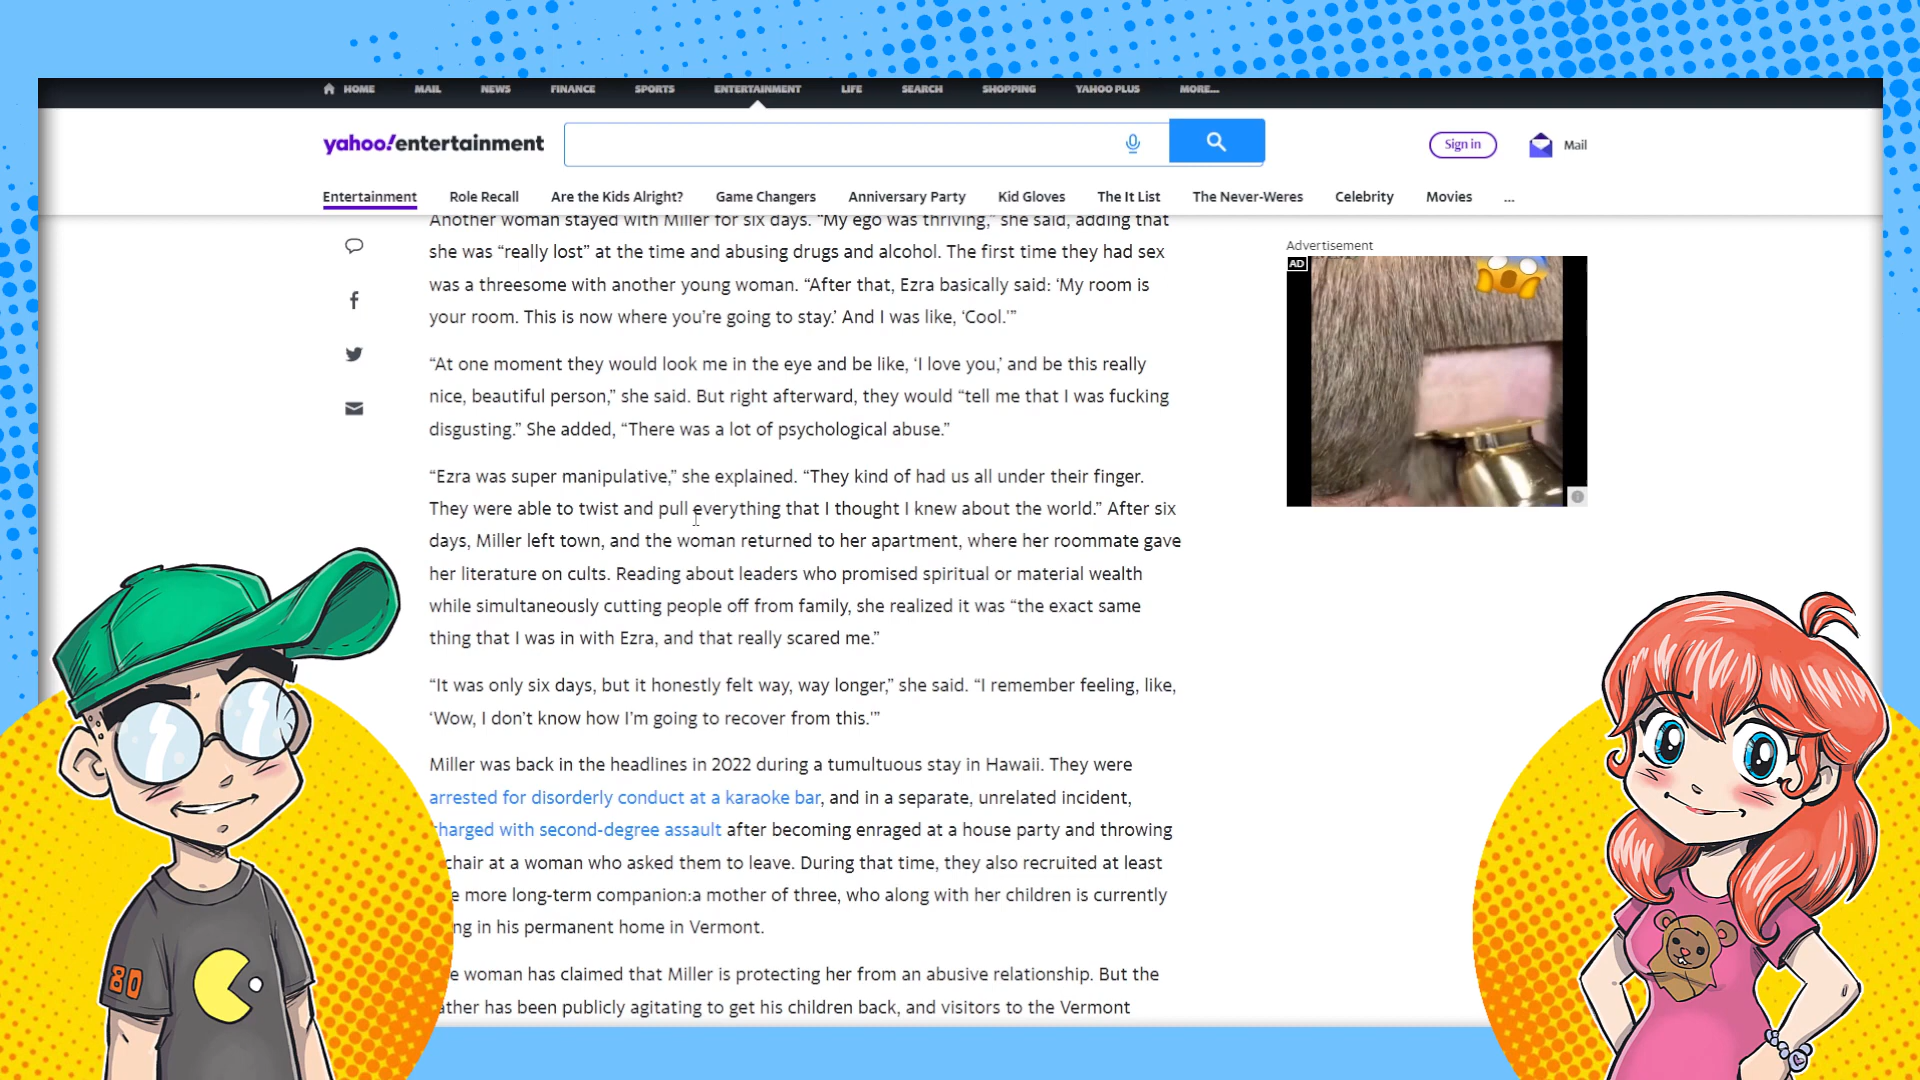 HOME MAIL NEWS FINANCE SPORTS ENTERTAINMENT LIFE SEARCH SHOPPING YAHOO PLUS MORE...
yahoo!entertainment
Sign in
Mail
Entertainment Role Recall Are the Kids Alright? Game Changers Anniversary Party Kid Gloves The It List The Never-Weres Celebrity Movies ...
Another woman stayed with Miller for six days. “My ego was thriving,” she said, adding that
she was “really lost” at the time and abusing drugs and alcohol. The first time they had sex
was a threesome with another young woman. “After that, Ezra basically said: ‘My room is
your room. This is now where you’re going to stay.’ And I was like, ‘Cool.’”
“At one moment they would look me in the eye and be like, ‘I love you,’ and be this really
nice, beautiful person,” she said. But right afterward, they would “tell me that I was fucking
disgusting.” She added, “There was a lot of psychological abuse.”
“Ezra was super manipulative,” she explained. “They kind of had us all under their finger.
They were able to twist and pull everything that I thought I knew about the world.” After six
days, Miller left town, and the woman returned to her apartment, where her roommate gave
her literature on cults. Reading about leaders who promised spiritual or material wealth
while simultaneously cutting people off from family, she realized it was “the exact same
thing that I was in with Ezra, and that really scared me.”
“It was only six days, but it honestly felt way, way longer,” she said. “I remember feeling, like,
‘Wow, I don’t know how I’m going to recover from this.’”
Miller was back in the headlines in 2022 during a tumultuous stay in Hawaii. They were
arrested for disorderly conduct at a karaoke bar, and in a separate, unrelated incident,
charged with second-degree assault after becoming enraged at a house party and throwing
chair at a woman who asked them to leave. During that time, they also recruited at least
more long-term companion:a mother of three, who along with her children is currently
in his permanent home in Vermont.
woman has claimed that Miller is protecting her from an abusive relationship. But the
father has been publicly agitating to get his children back, and visitors to the Vermont
Advertisement
AD
80